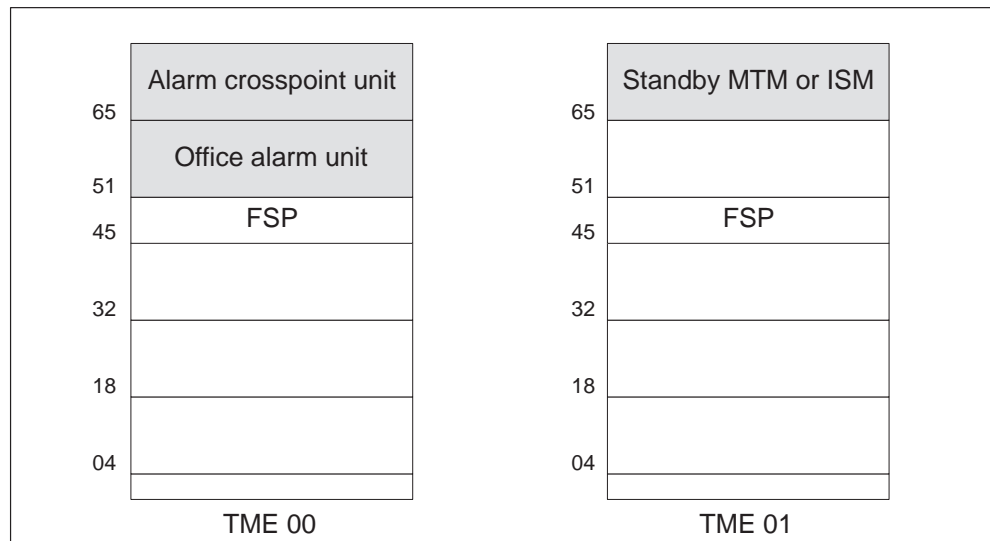 Alarm crosspoint unit
65
Office alarm unit
51
FSP
45
32
18
04
TME 00
Standby MTM or ISM
65
51
FSP
45
32
18
04
TME 01